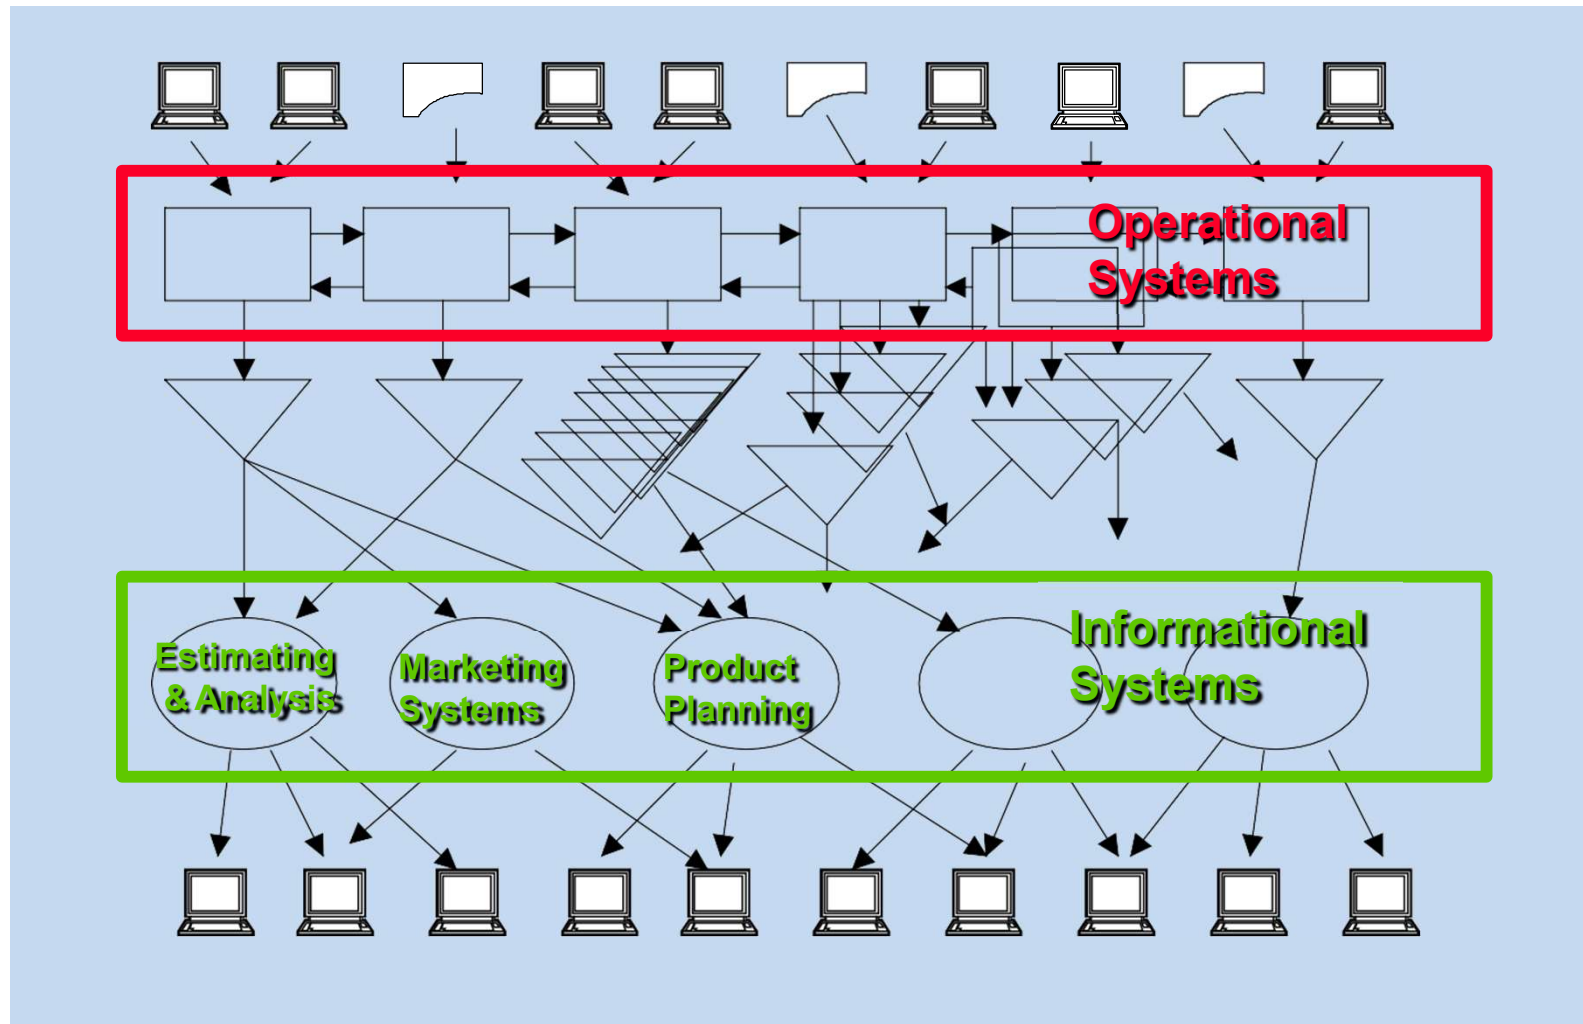 Operational
Systems
Informational
Systems
Estimating
& Analysis
Marketing
Systems
Product
Planning